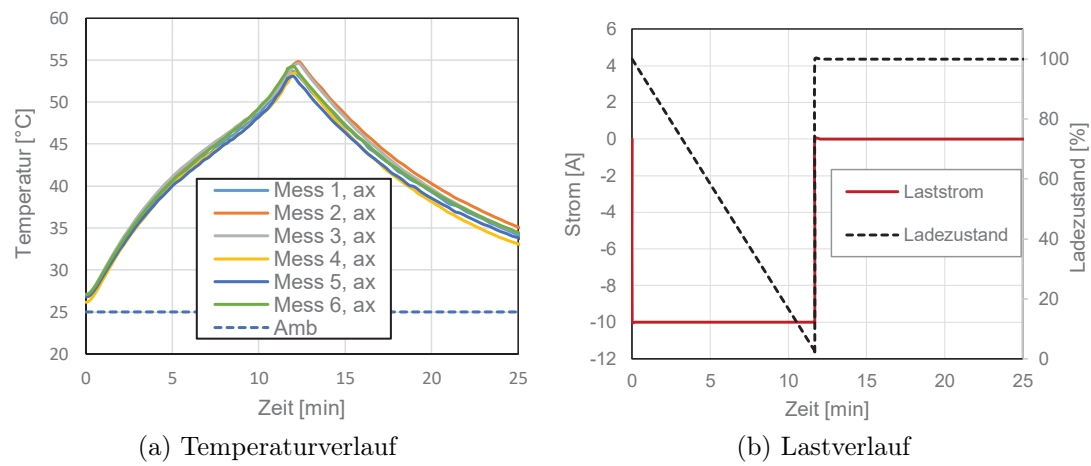 60
55
50
45
40
35
30
25
20
Temperatur [°C]
Mess 1, ax
Mess 2, ax
Mess 3, ax
Mess 4, ax
Mess 5, ax
Mess 6, ax
Amb
0 5 10 15 20 25
Zeit [min]
(a) Temperaturverlauf
6
4
2
0
-2
-4
-6
-8
-10
-12
Strom [A]
Laststrom
Ladezustand
100
80
60
40
20
0
Ladezustand [%]
0 5 10 15 20 25
Zeit [min]
(b) Lastverlauf